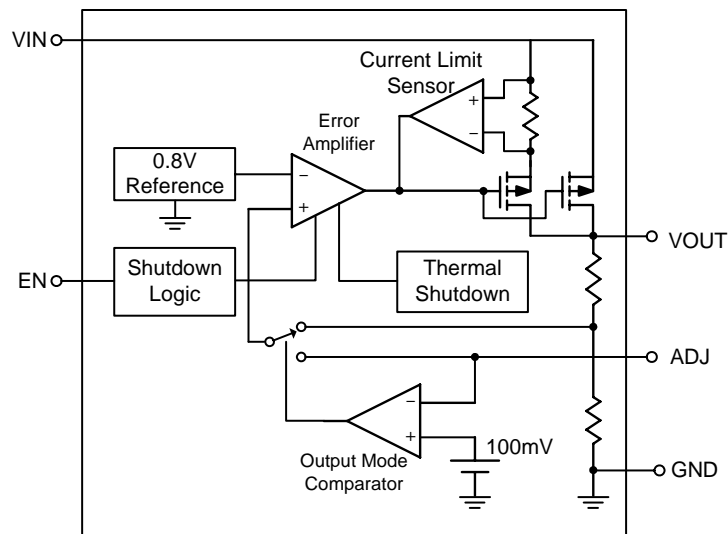 VIN
Current Limit
Sensor
+
−
Error
Amplifier
0.8V
Reference
−
+
VOUT
EN
Shutdown
Logic
Thermal
Shutdown
ADJ
−
+
100mV
Output Mode
Comparator
GND